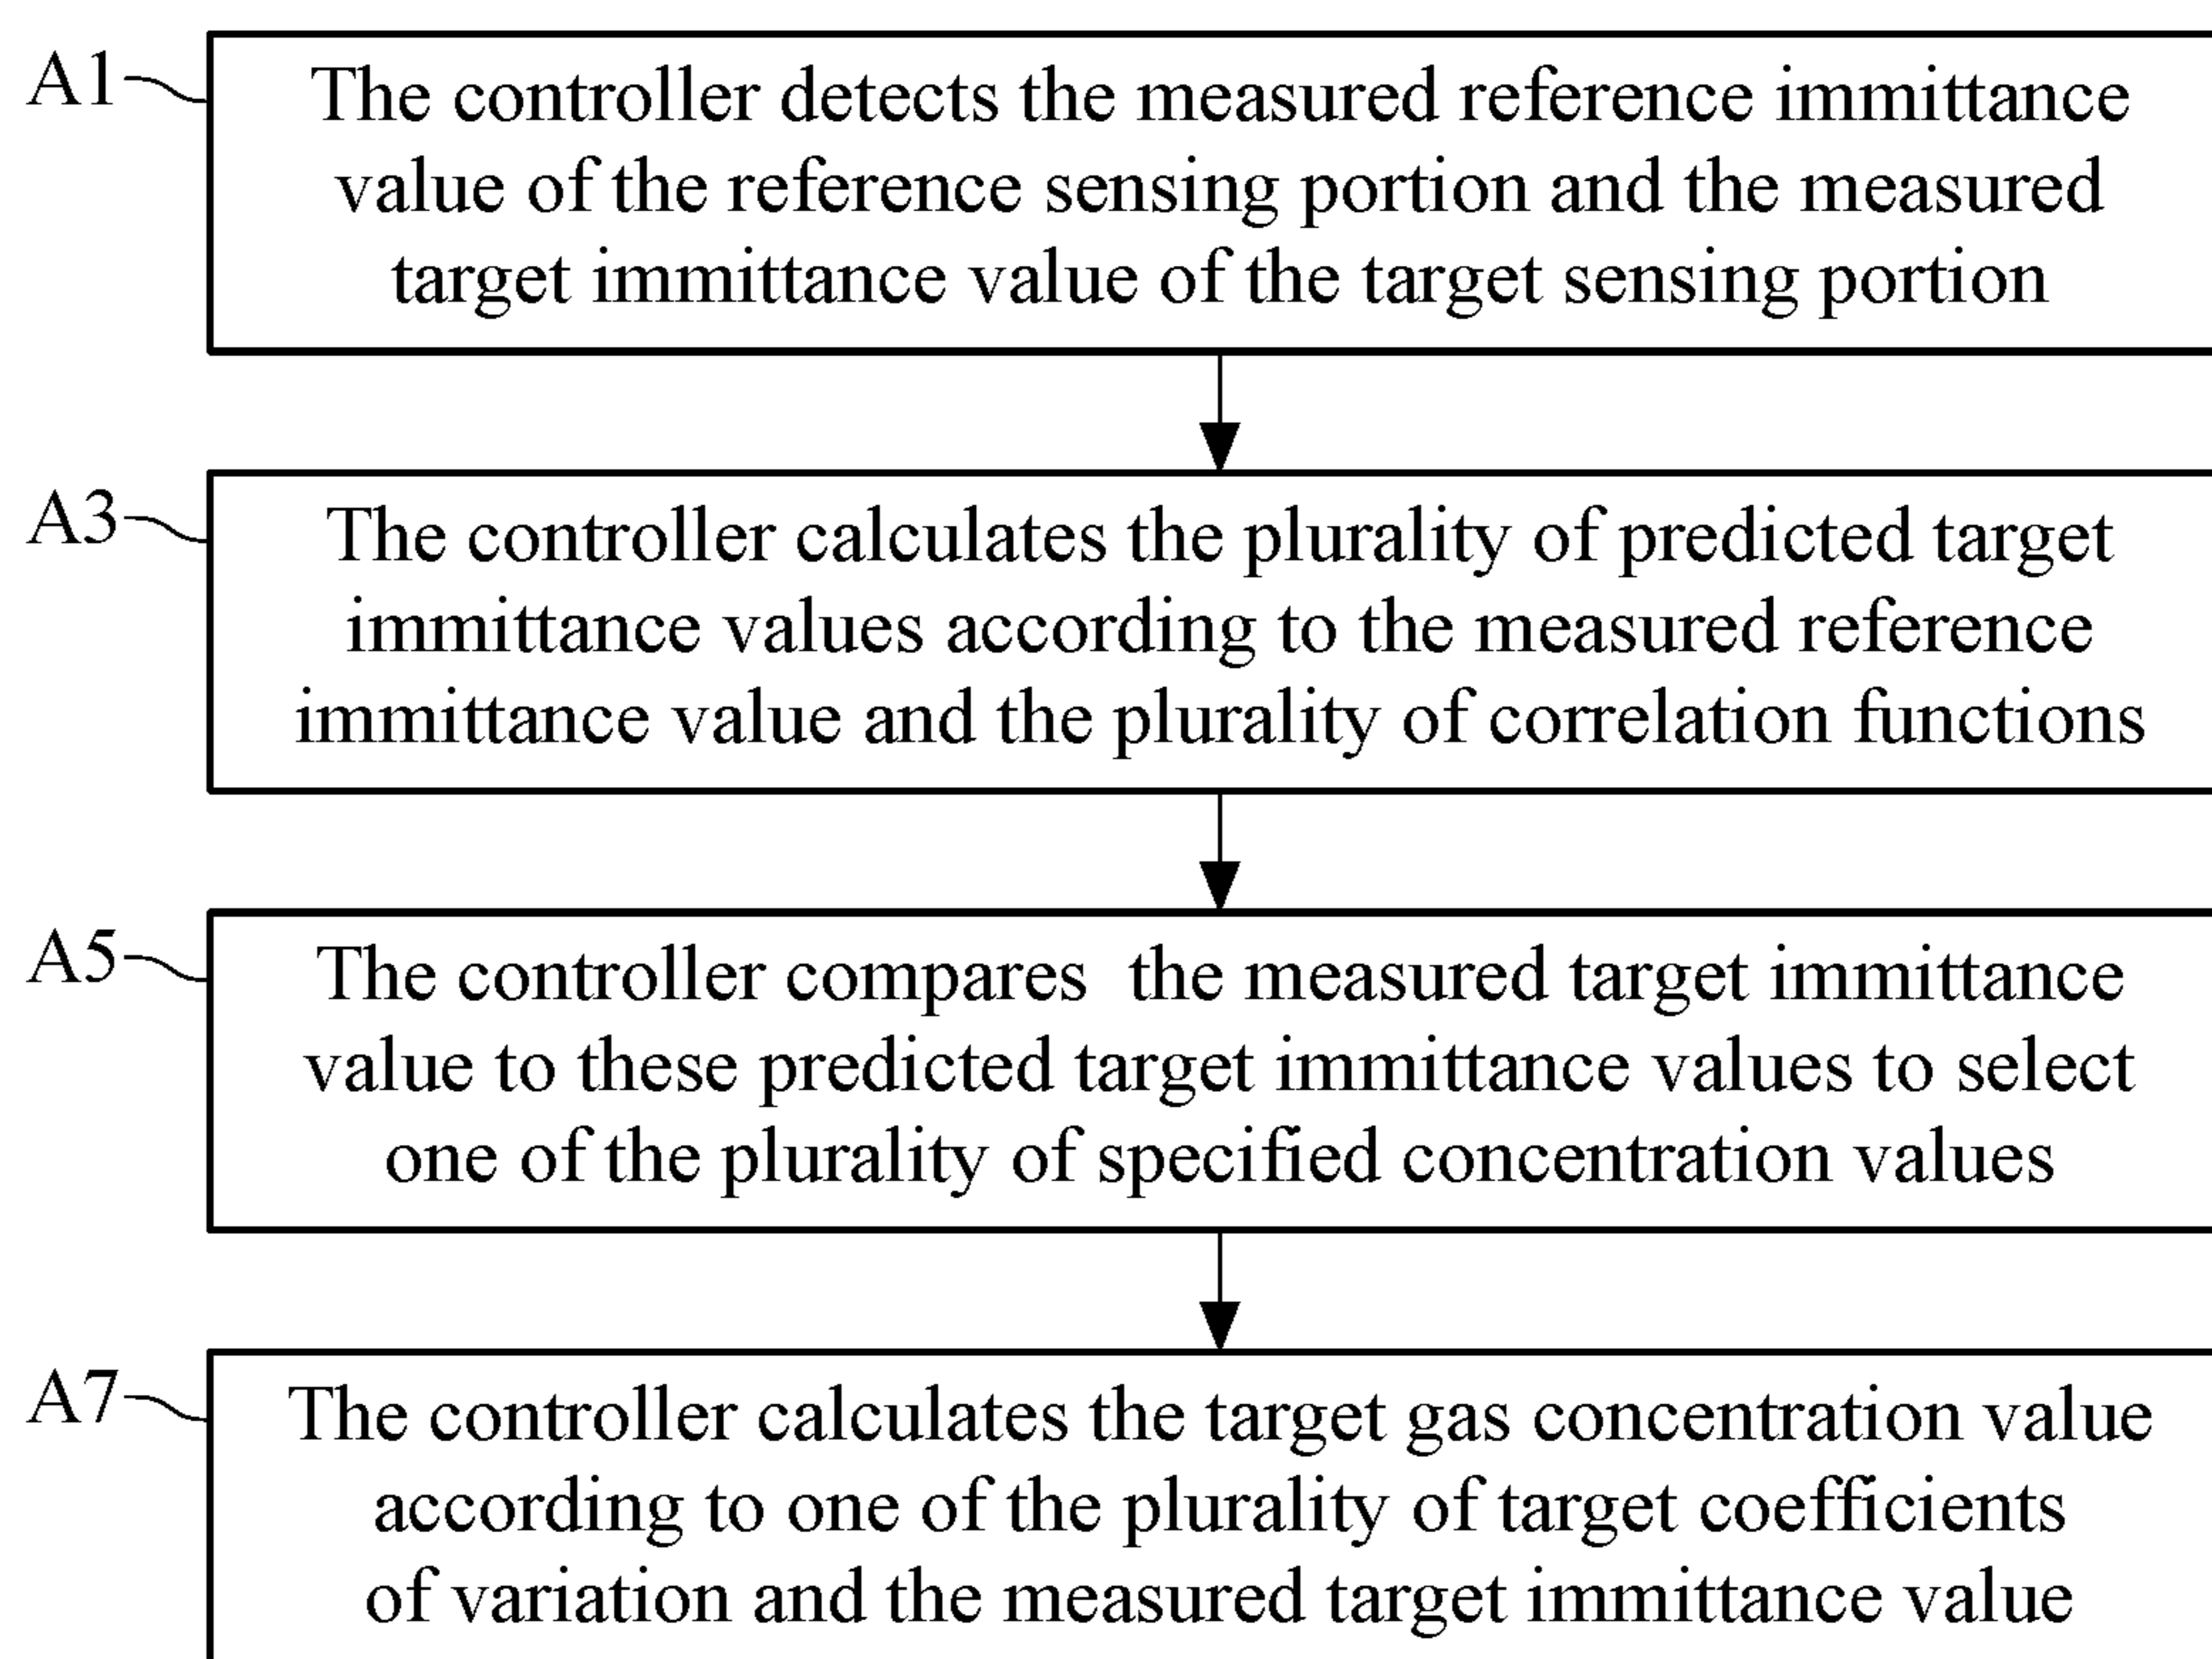 A1
The controller detects the measured reference immittance
value of the reference sensing portion and the measured
target immittance value of the target sensing portion
A3
The controller calculates the plurality of predicted target
immittance values according to the measured reference
immittance value and the plurality of correlation functions
A5
The controller compares  the measured target immittance
value to these predicted target immittance values to select
one of the plurality of specified concentration values
A7
The controller calculates the target gas concentration value
according to one of the plurality of target coefficients
of variation and the measured target immittance value